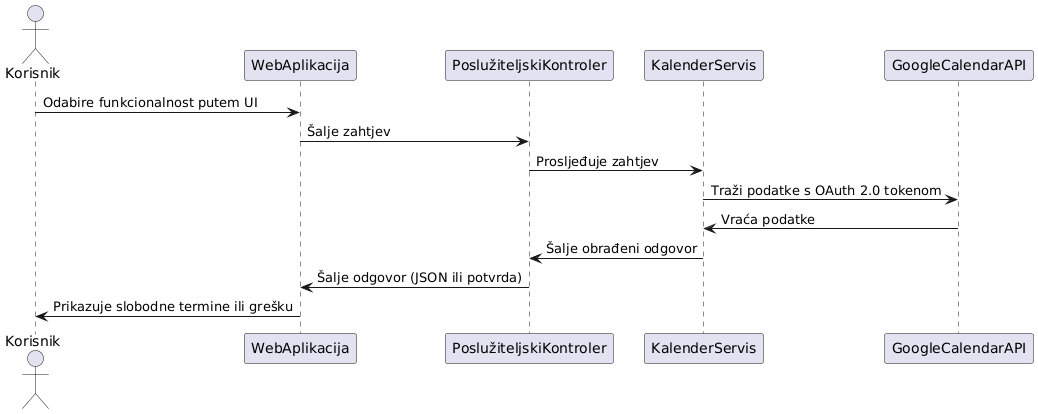 Korisnik
WebAplikacija
PoslužiteljskiKontroler
KalenderServis
GoogleCalendarAPI
Odabire funkcionalnost putem UI
Šalje zahtjev
Prosljeđuje zahtjev
Traži podatke s OAuth 2.0 tokenom
Vraća podatke
Šalje obrađeni odgovor
Šalje odgovor (JSON ili potvrda)
Prikazuje slobodne termine ili grešku
Korisnik
WebAplikacija
PoslužiteljskiKontroler
KalenderServis
GoogleCalendarAPI